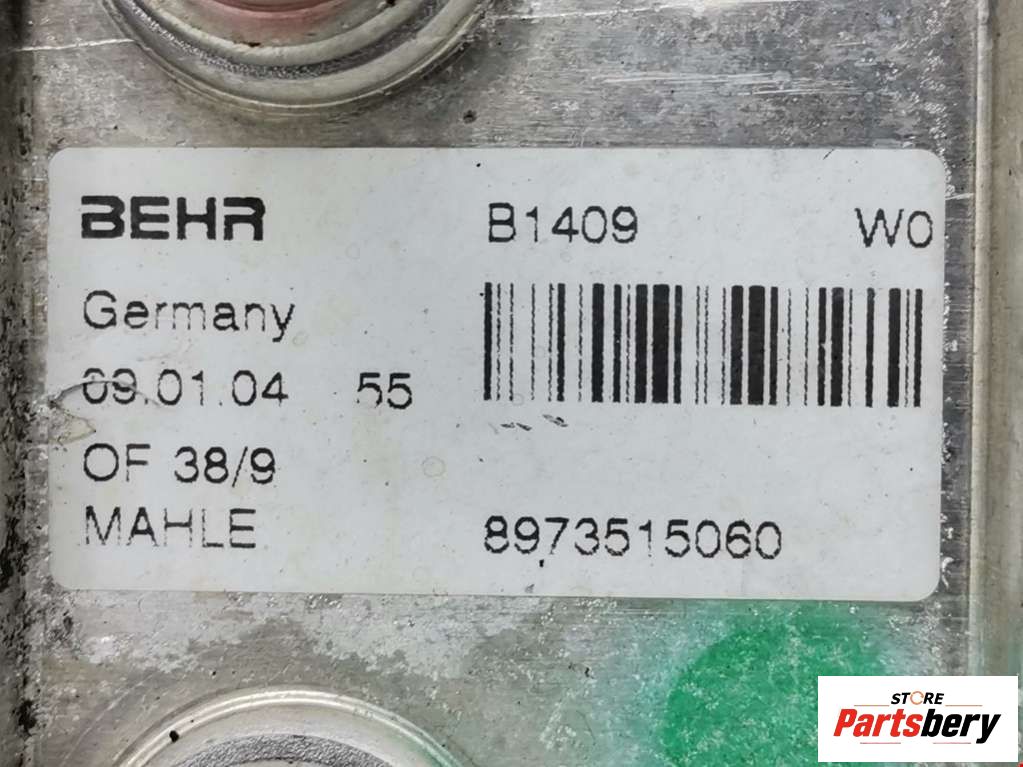 BEHR B1409 W0
Germany
09.01.04 55
OF 38/9
MAHLE 8973515060
STORE
Partsbery